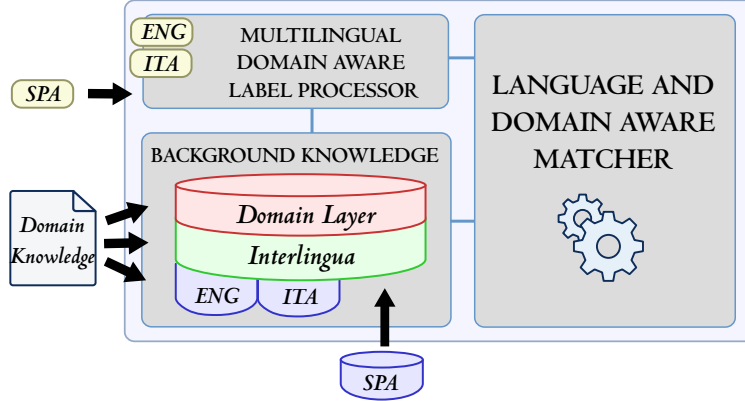 ENG
ITA
MULTILINGUAL
DOMAIN AWARE
LABEL PROCESSOR
SPA
LANGUAGE AND
DOMAIN AWARE
MATCHER
BACKGROUND KNOWLEDGE
Domain Layer
Interlingua
ENG
ITA
Domain
Knowledge
SPA